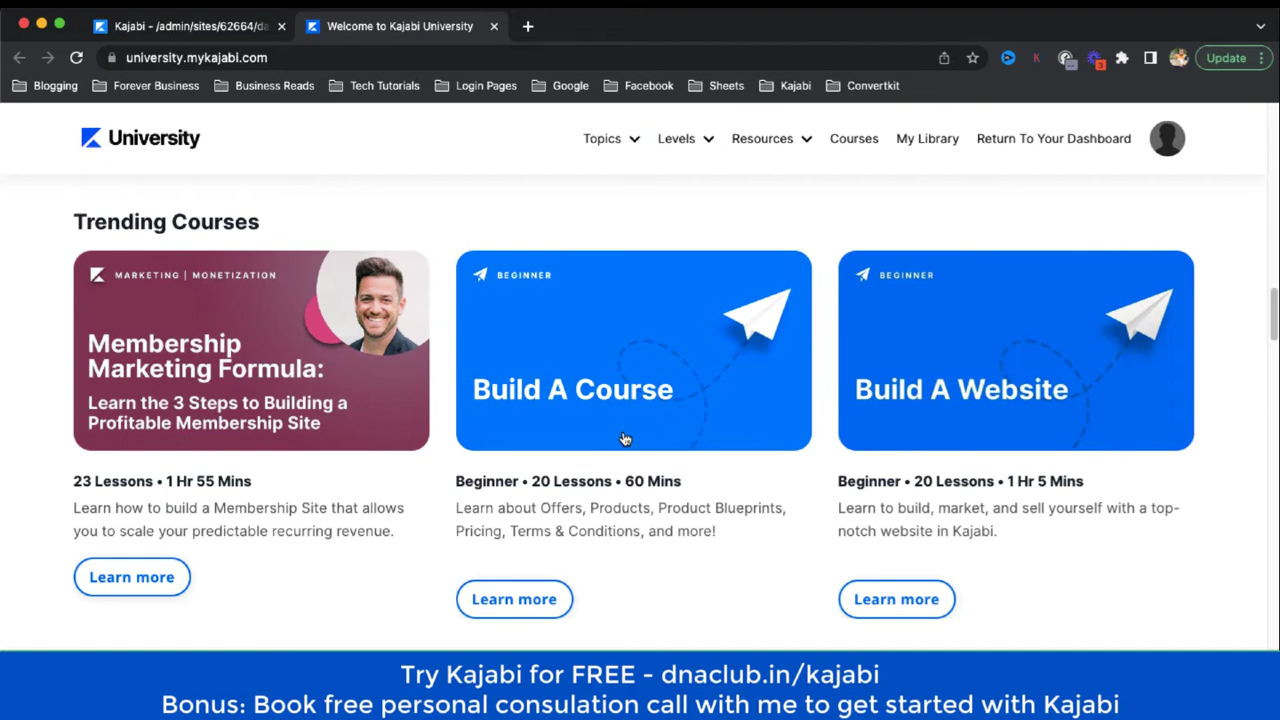 Kajabi - /admin/sites/62664/da
Welcome to Kajabi University
university.mykajabi.com
Update
Blogging
Forever Business
Business Reads
Tech Tutorials
Login Pages
Google
Facebook
Sheets
Kajabi
Convertkit
University
Topics
Levels
Resources
Courses
My Library
Return To Your Dashboard
Trending Courses
MARKETING | MONETIZATION
Membership
Marketing Formula:
Learn the 3 Steps to Building a
Profitable Membership Site
23 Lessons • 1 Hr 55 Mins
Learn how to build a Membership Site that allows
you to scale your predictable recurring revenue.
Learn more
BEGINNER
Build A Course
Beginner • 20 Lessons • 60 Mins
Learn about Offers, Products, Product Blueprints,
Pricing, Terms & Conditions, and more!
Learn more
BEGINNER
Build A Website
Beginner • 20 Lessons • 1 Hr 5 Mins
Learn to build, market, and sell yourself with a top-
notch website in Kajabi.
Learn more
Try Kajabi for FREE - dnaclub.in/kajabi
Bonus: Book free personal consulation call with me to get started with Kajabi